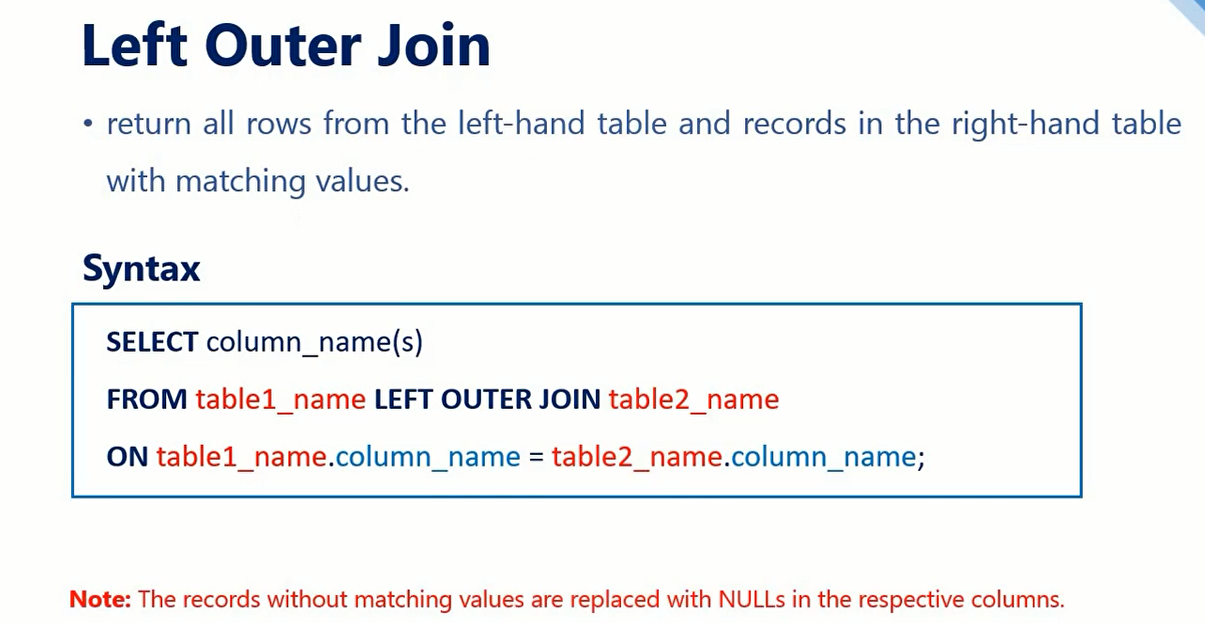 Left Outer Join
• return all rows from the left-hand table and records in the right-hand table
with matching values.
Syntax
SELECT column_name(s)
FROM table1_name LEFT OUTER JOIN table2_name
ON table1_name.column_name = table2_name.column_name;
Note: The records without matching values are replaced with NULLs in the respective columns.